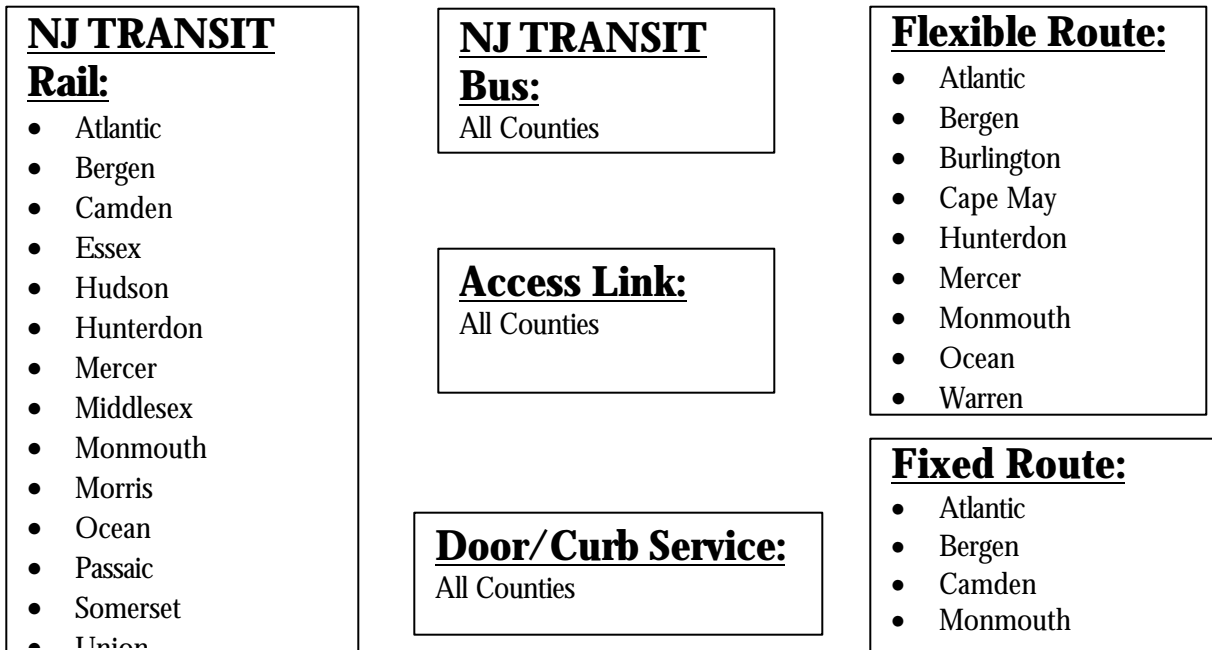 NJ TRANSIT
Rail:
• Atlantic
• Bergen
• Camden
• Essex
• Hudson
• Hunterdon
• Mercer
• Middlesex
• Monmouth
• Morris
• Ocean
• Passaic
• Somerset
• Union
NJ TRANSIT
Bus:
All Counties
Access Link:
All Counties
Door/Curb Service:
All Counties
Flexible Route:
• Atlantic
• Bergen
• Burlington
• Cape May
• Hunterdon
• Mercer
• Monmouth
• Ocean
• Warren
Fixed Route:
• Atlantic
• Bergen
• Camden
• Monmouth